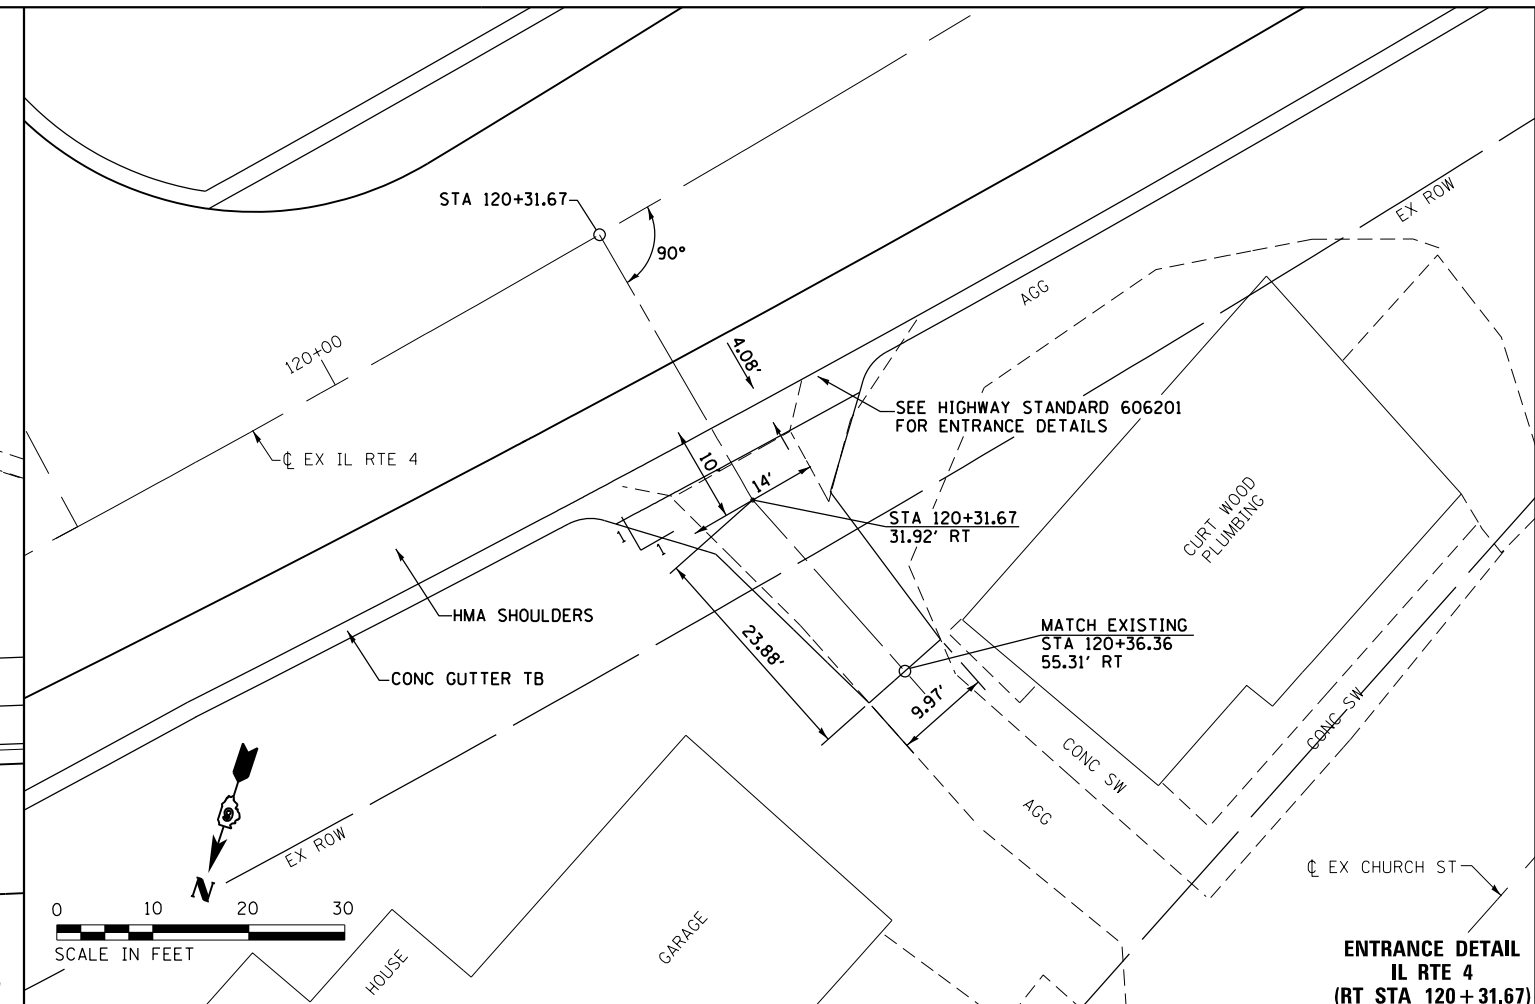 STA 120+31.67
90°
EX ROW
AGG
120+00
4.08'
SEE HIGHWAY STANDARD 606201
FOR ENTRANCE DETAILS
℄ EX IL RTE 4
10'
14'
CURT WOOD
PLUMBING
STA 120+31.67
31.92' RT
1
1
HMA SHOULDERS
23.88'
MATCH EXISTING
STA 120+36.36
55.31' RT
CONC GUTTER TB
9.97'
CONC SW
CONC SW
AGG
EX ROW
N
℄ EX CHURCH ST
0 10 20 30
SCALE IN FEET
HOUSE
GARAGE
ENTRANCE DETAIL
IL RTE 4
(RT STA 120+31.67)